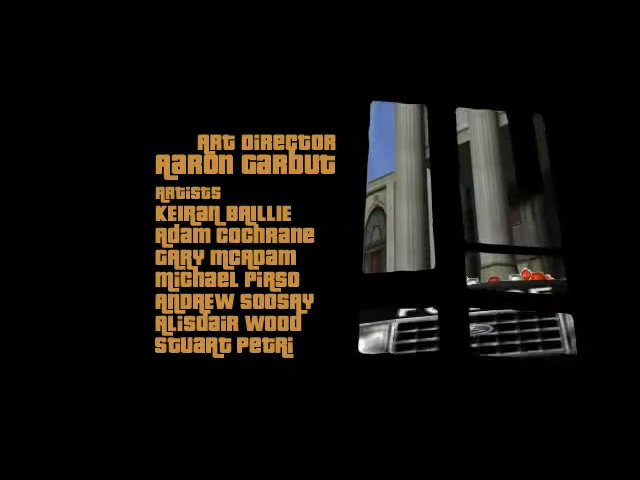 ART DIRECTOR
AARON GARBUT
ARTISTS
KEIRAN BAILLIE
ADAM COCHRANE
GARY MCADAM
MICHAEL PIRSO
ANDREW SOOSAY
ALISDAIR WOOD
STUART PETRI